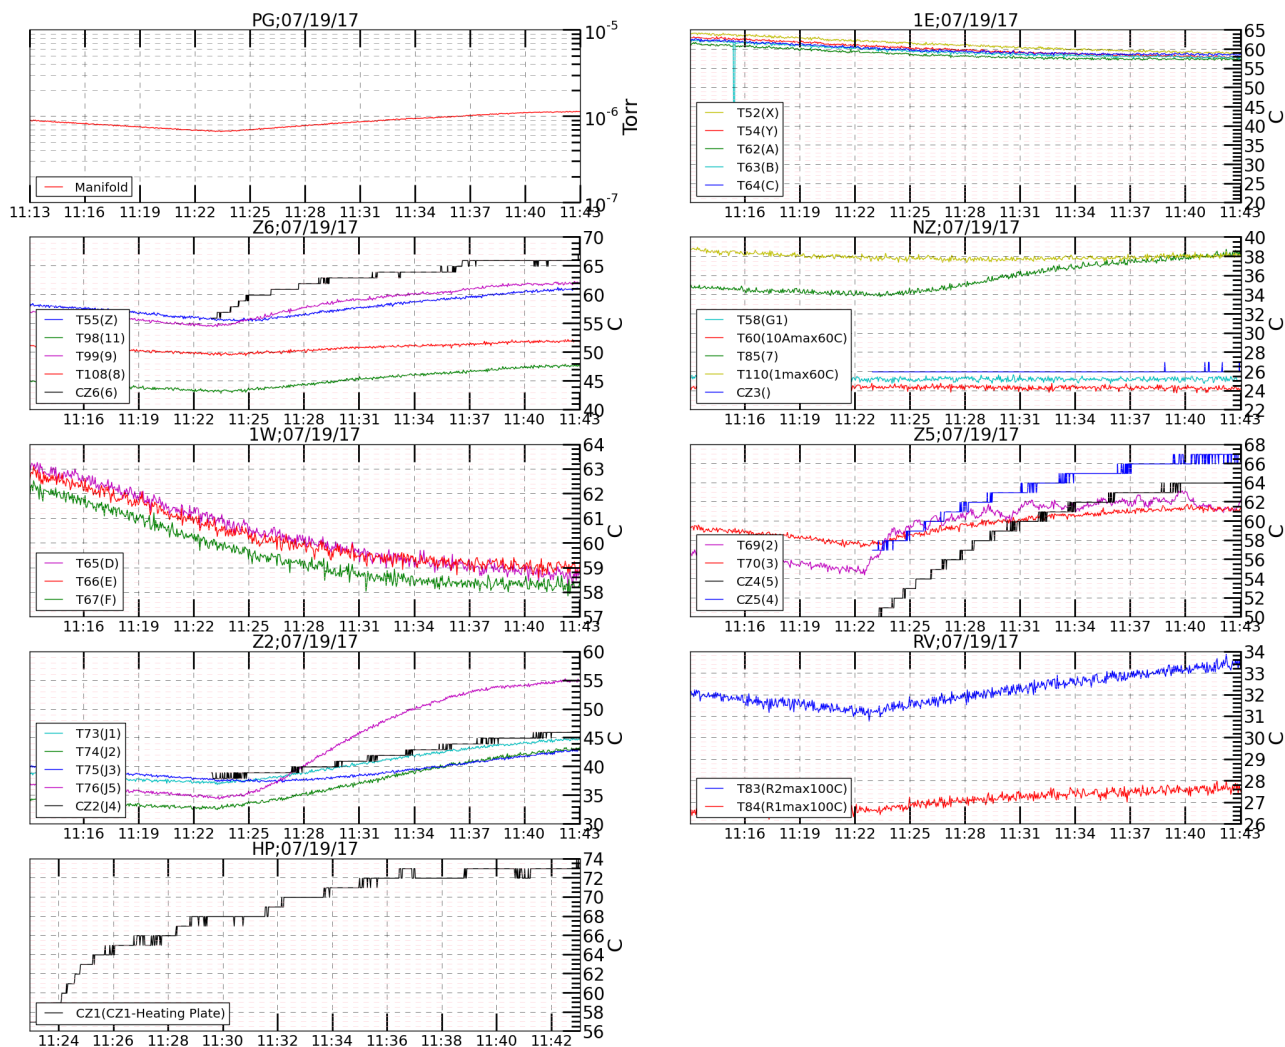 PG;07/19/17
10^-5
10^-6
10^-7
Torr
Manifold
11:13 11:16 11:19 11:22 11:25 11:28 11:31 11:34 11:37 11:40 11:43
1E;07/19/17
65
60
55
50
45
40
35
30
25
20
C
T52(X)
T54(Y)
T62(A)
T63(B)
T64(C)
11:16 11:19 11:22 11:25 11:28 11:31 11:34 11:37 11:40 11:43
Z6;07/19/17
70
65
60
55
50
45
40
C
T55(Z)
T98(11)
T99(9)
T108(8)
CZ6(6)
11:16 11:19 11:22 11:25 11:28 11:31 11:34 11:37 11:40 11:43
NZ;07/19/17
40
38
36
34
32
30
28
26
24
22
C
T58(G1)
T60(10Amax60C)
T85(7)
T110(1max60C)
CZ3()
11:16 11:19 11:22 11:25 11:28 11:31 11:34 11:37 11:40 11:43
1W;07/19/17
64
63
62
61
60
59
58
57
C
T65(D)
T66(E)
T67(F)
11:16 11:19 11:22 11:25 11:28 11:31 11:34 11:37 11:40 11:43
Z5;07/19/17
68
66
64
62
60
58
56
54
52
50
C
T69(2)
T70(3)
CZ4(5)
CZ5(4)
11:16 11:19 11:22 11:25 11:28 11:31 11:34 11:37 11:40 11:43
Z2;07/19/17
60
55
50
45
40
35
30
C
T73(J1)
T74(J2)
T75(J3)
T76(J5)
CZ2(J4)
11:16 11:19 11:22 11:25 11:28 11:31 11:34 11:37 11:40 11:43
RV;07/19/17
34
33
32
31
30
29
28
27
26
C
T83(R2max100C)
T84(R1max100C)
11:16 11:19 11:22 11:25 11:28 11:31 11:34 11:37 11:40 11:43
HP;07/19/17
74
72
70
68
66
64
62
60
58
56
C
CZ1(CZ1-Heating Plate)
11:24 11:26 11:28 11:30 11:32 11:34 11:36 11:38 11:40 11:42